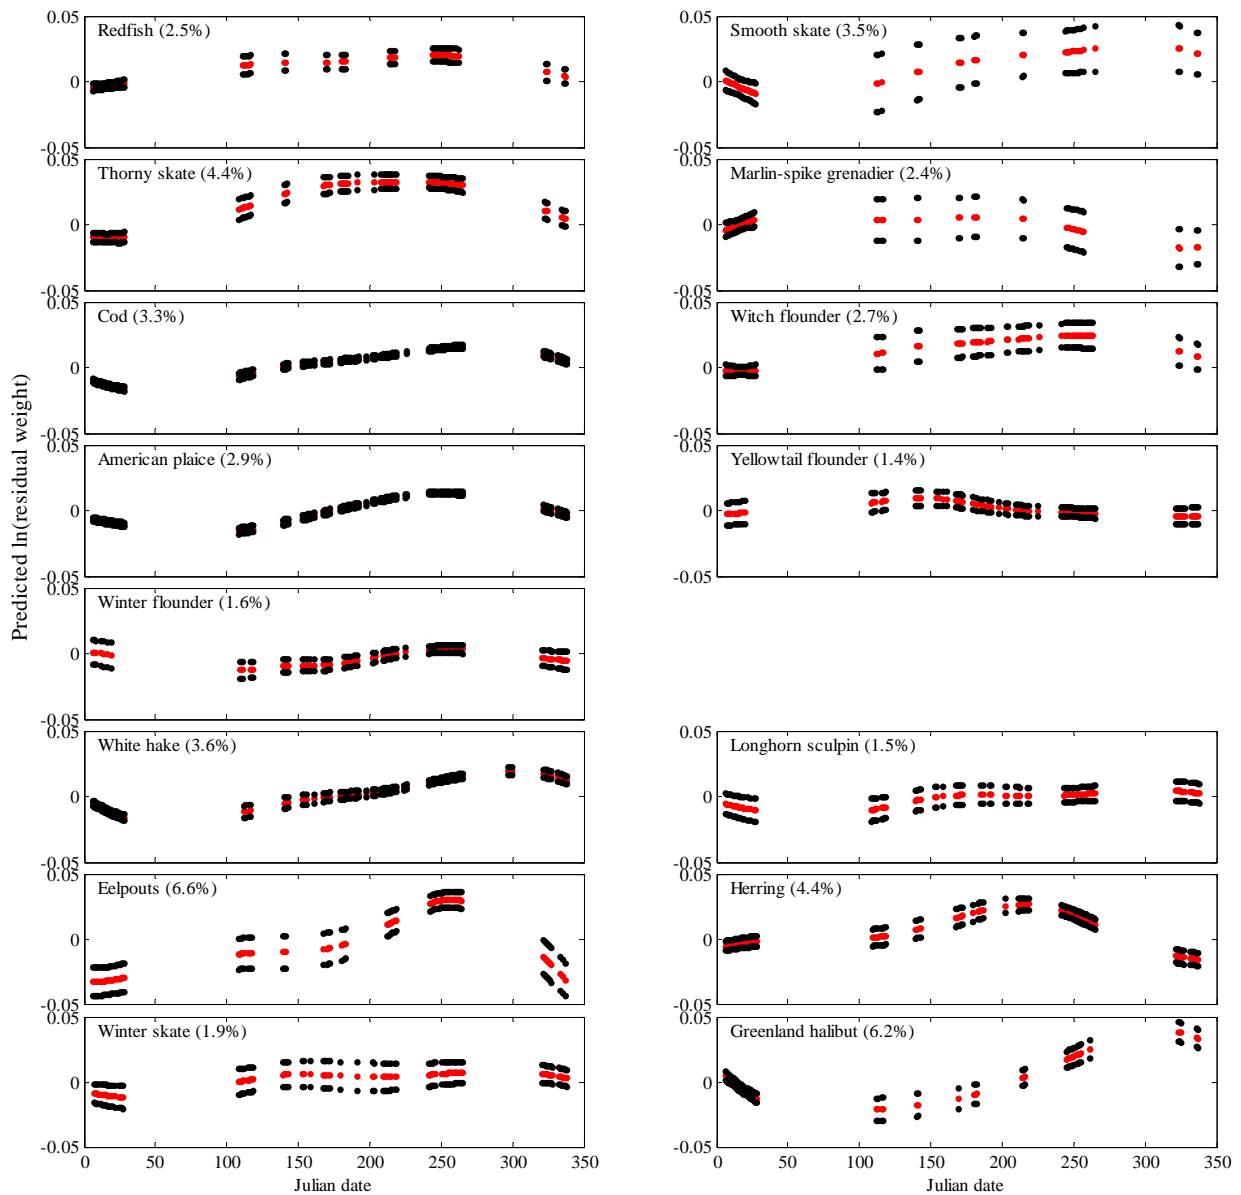 Predicted ln(residual weight)
Redfish (2.5%)
0.05
0
-0.05
Thorny skate (4.4%)
0.05
0
-0.05
Cod (3.3%)
0.05
0
-0.05
American plaice (2.9%)
0.05
0
-0.05
Winter flounder (1.6%)
0.05
0
-0.05
White hake (3.6%)
0.05
0
-0.05
Eelpouts (6.6%)
0.05
0
-0.05
Winter skate (1.9%)
0.05
0
-0.05
0 50 100 150 200 250 300 350
Julian date
Smooth skate (3.5%)
0.05
0
-0.05
Marlin-spike grenadier (2.4%)
0.05
0
-0.05
Witch flounder (2.7%)
0.05
0
-0.05
Yellowtail flounder (1.4%)
0.05
0
-0.05
Longhorn sculpin (1.5%)
0.05
0
-0.05
Herring (4.4%)
0.05
0
-0.05
Greenland halibut (6.2%)
0.05
0
-0.05
0 50 100 150 200 250 300 350
Julian date